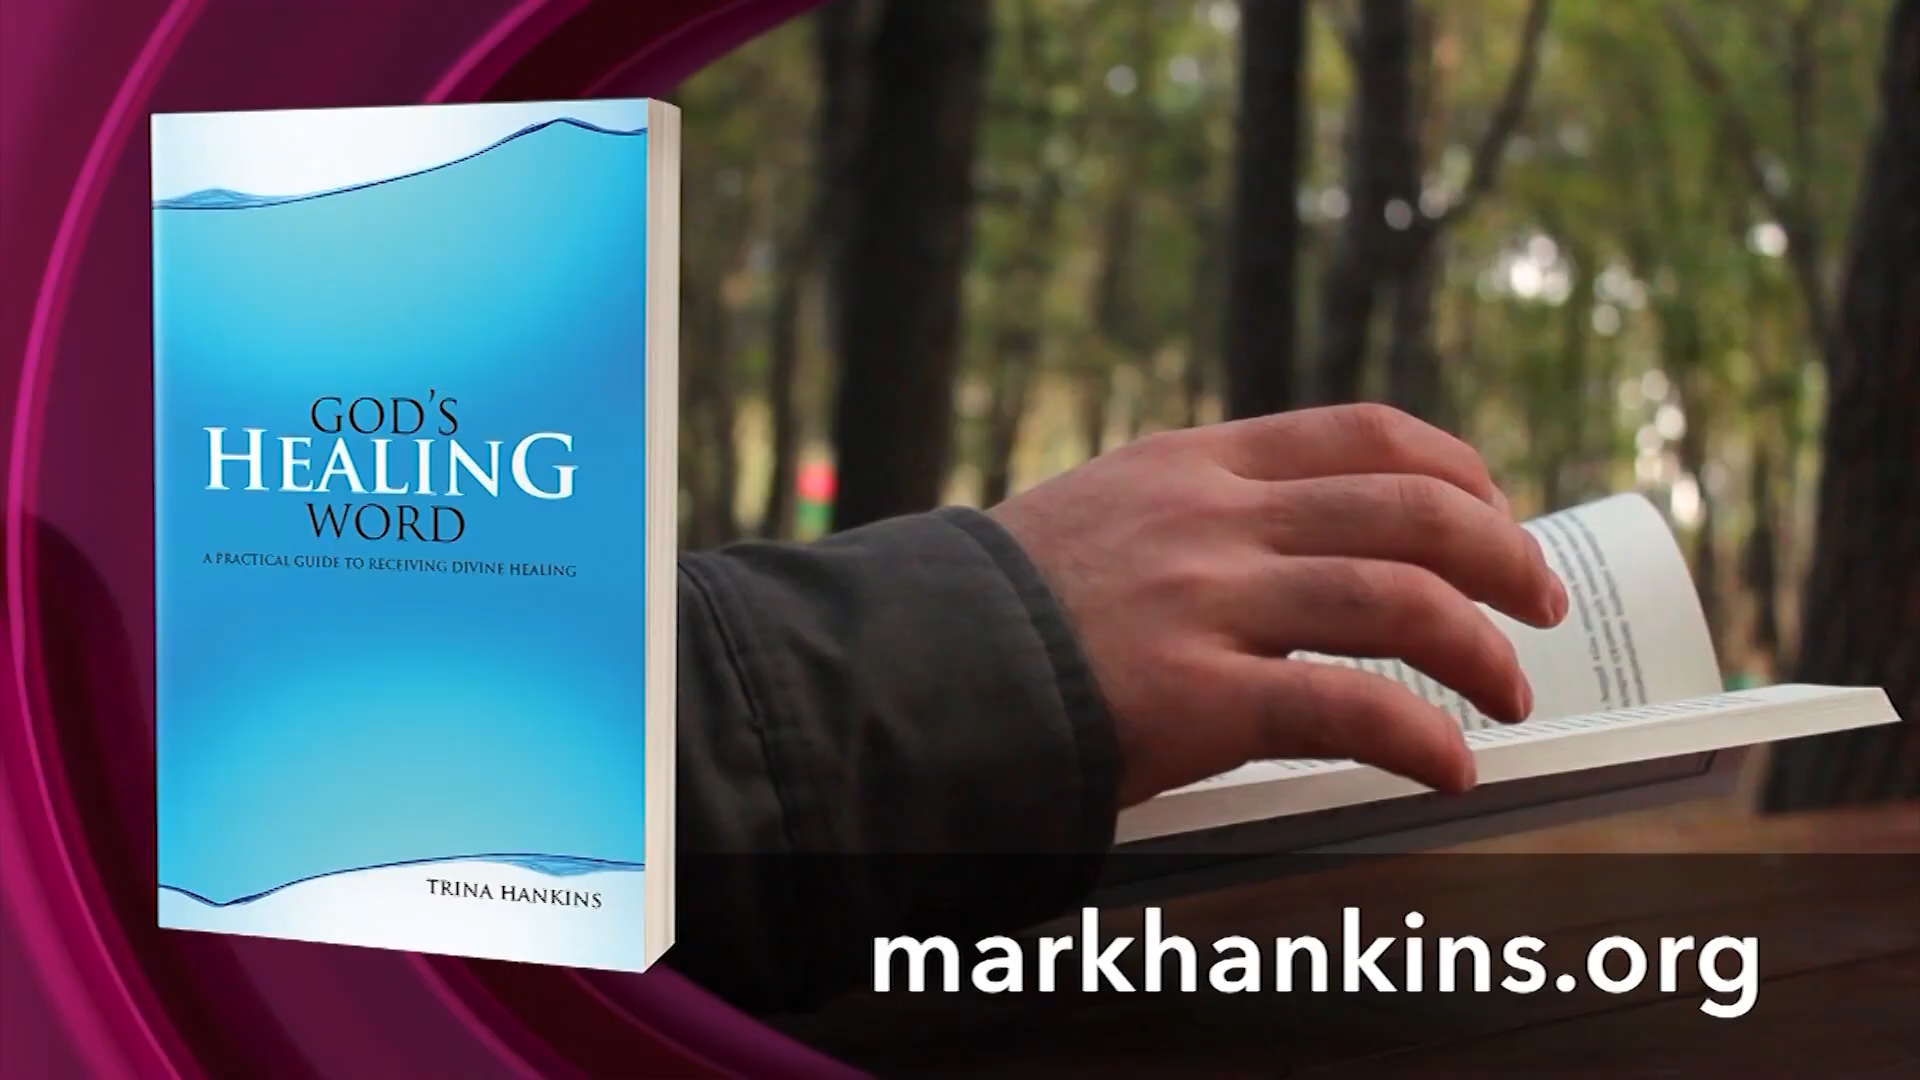 GOD'S
HEALING
WORD
A PRACTICAL GUIDE TO RECEIVING DIVINE HEALING
TRINA HANKINS
markhankins.org